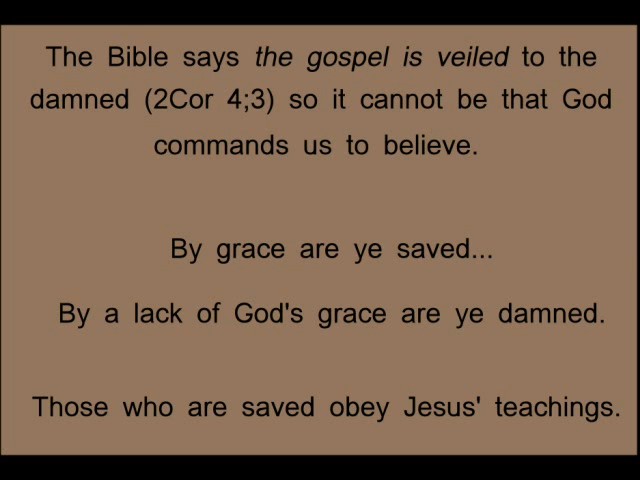 The Bible says the gospel is veiled to the
damned (2Cor 4;3) so it cannot be that God
commands us to believe.
By grace are ye saved...
By a lack of God's grace are ye damned.
Those who are saved obey Jesus' teachings.